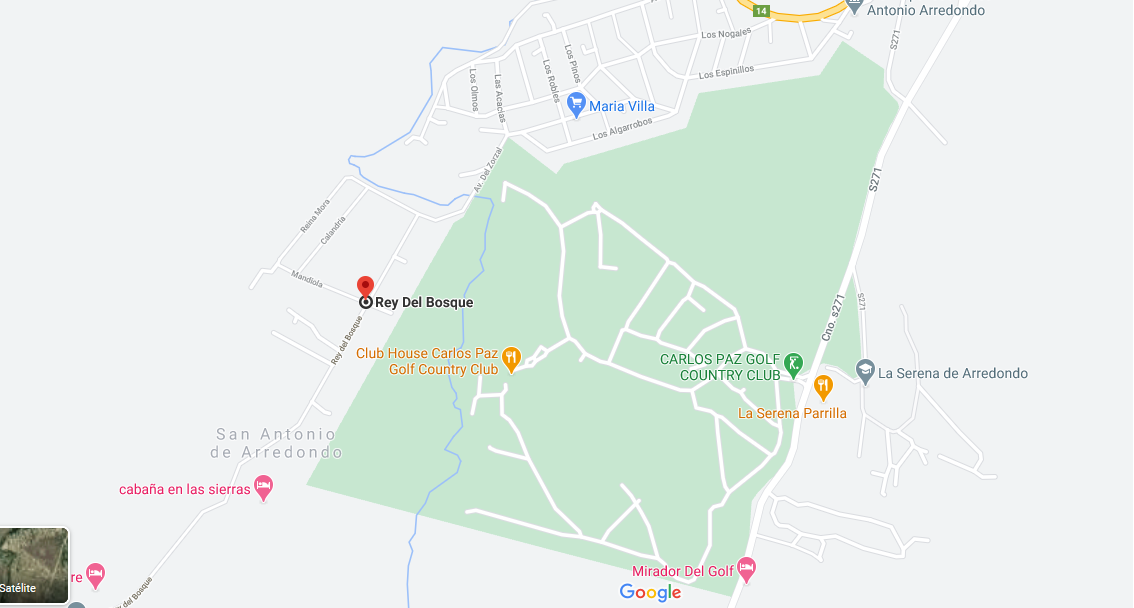 14
Antonio Arredondo
S271
Los Nogales
Los Espinillos
Los Pinos
Los Robles
Las Acacias
Los Olmos
Maria Villa
Los Algarrobos
Av. Del Zorzal
S271
Reina Mora
Calandria
Mandiola
Rey Del Bosque
Rey del Bosque
S271
Cno. s271
Club House Carlos Paz
Golf Country Club
CARLOS PAZ GOLF
COUNTRY CLUB
La Serena de Arredondo
La Serena Parrilla
San Antonio
de Arredondo
cabaña en las sierras
Satélite
re
y del Bosque
Mirador Del Golf
Google